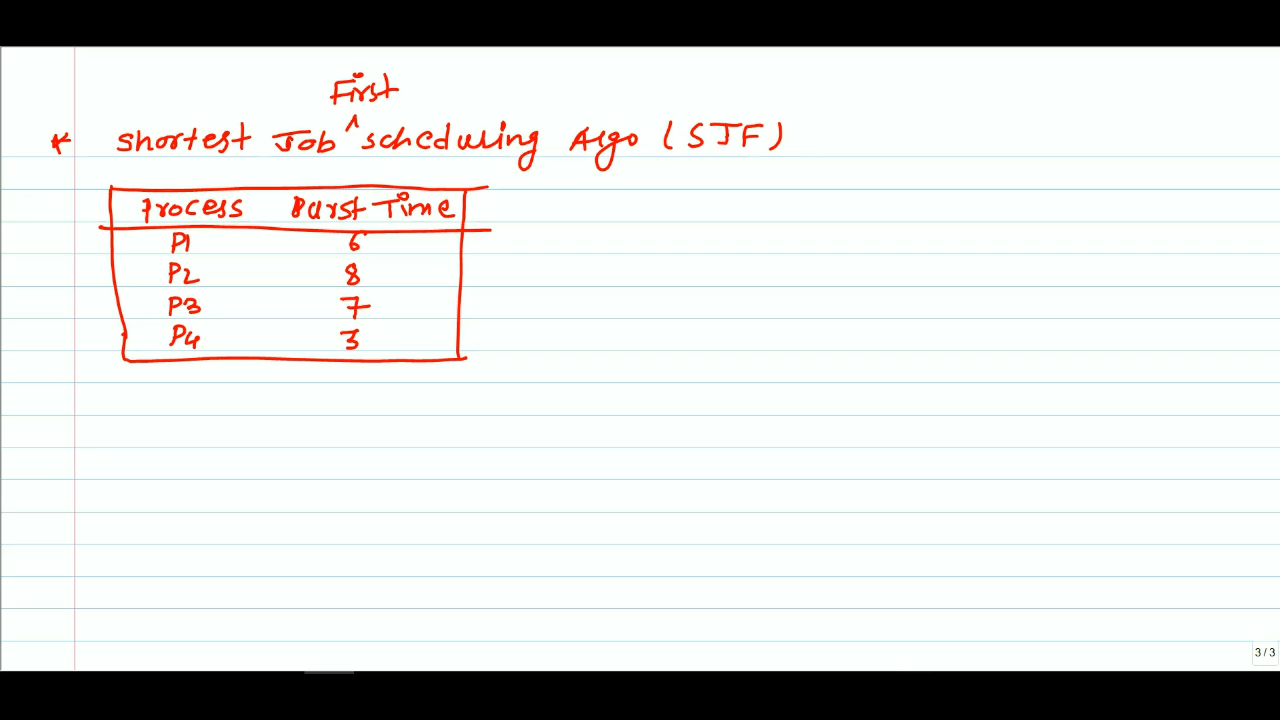 First
* Shortest Job ^ scheduling Algo (SJF)
Process Burst Time
P1 6
P2 8
P3 7
P4 3
3 / 3